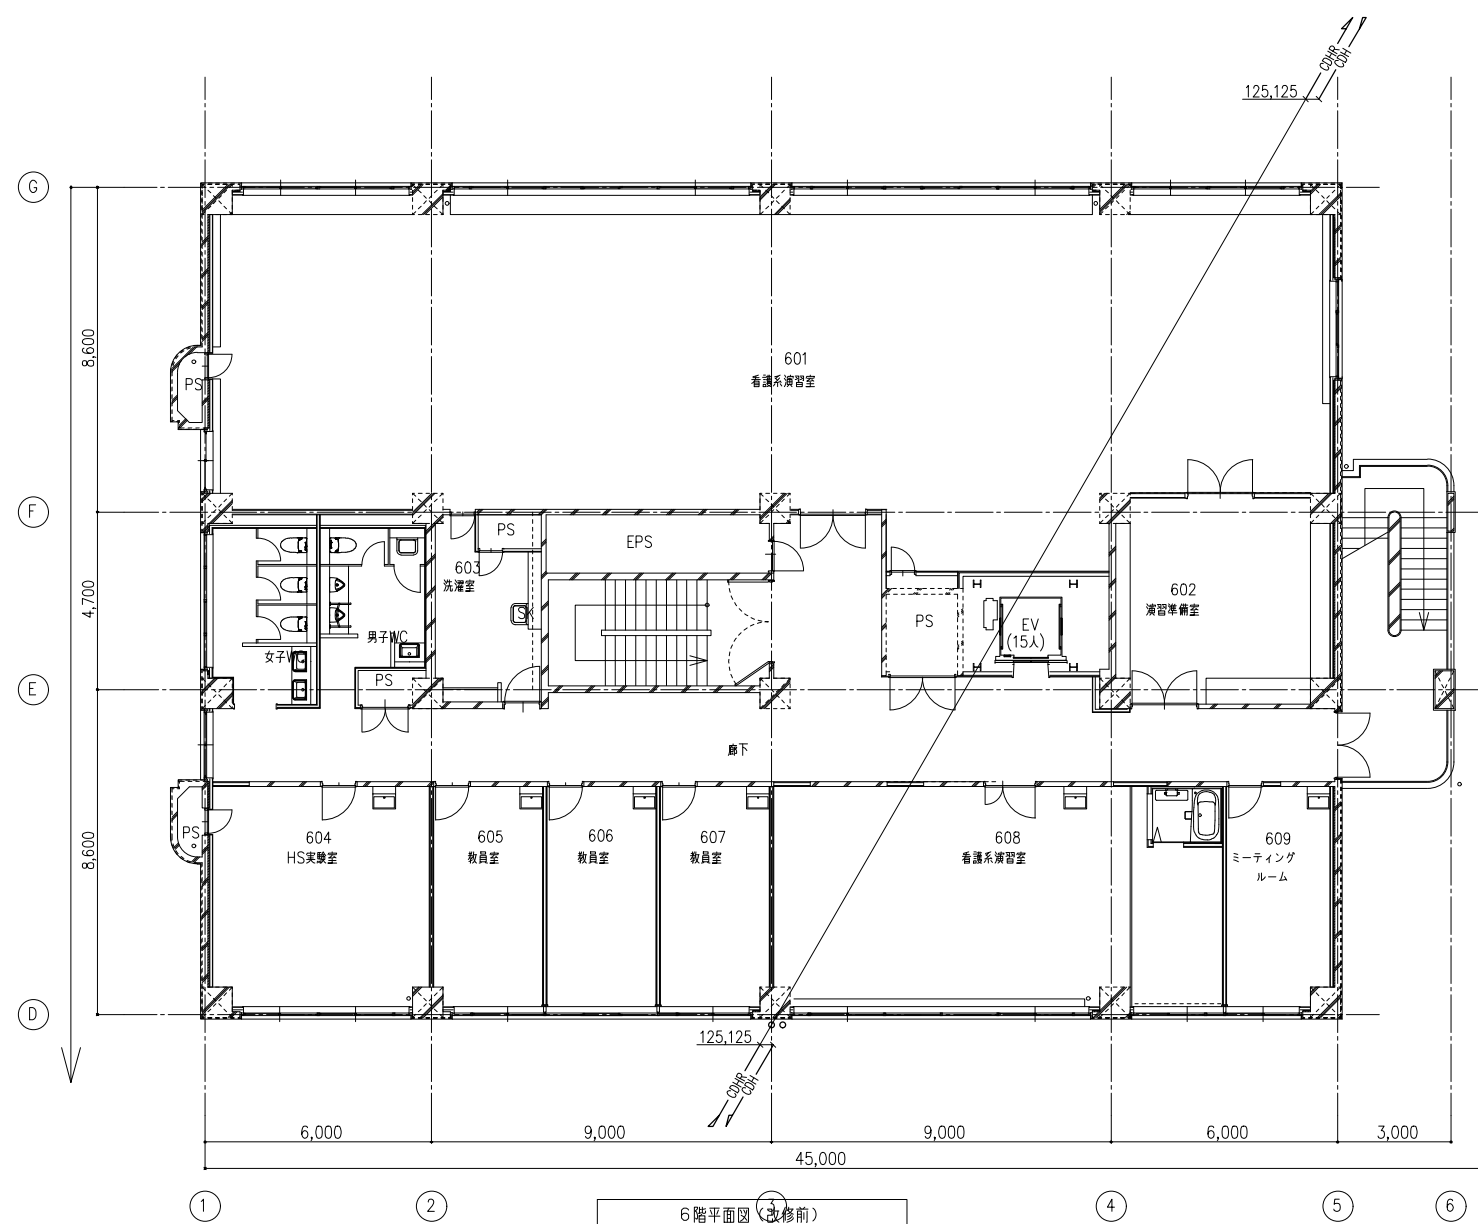 CDHR
CDH
125,125
G
8,600
601
看護系演習室
PS
F
PS
EPS
603
洗濯室
4,700
602
演習準備室
SK
PS
EV
(15人)
男子WC
女子WC
PS
E
廊下
PS
604
HS実験室
605
教員室
606
教員室
607
教員室
608
看護系演習室
609
ミーティング
ルーム
8,600
D
125,125
CDHR
CDH
6,000
9,000
9,000
6,000
3,000
45,000
1
2
3
4
5
6
6階平面図(改修前)